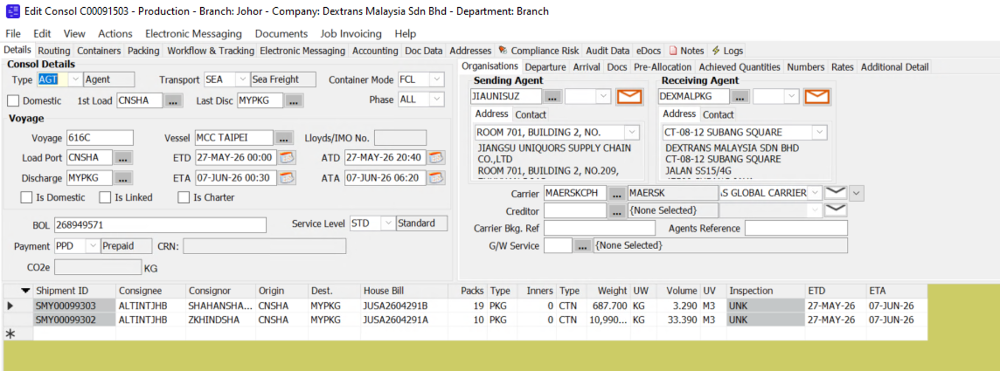 Edit Consol C00091503 - Production - Branch: Johor - Company: Dextrans Malaysia Sdn Bhd - Department: Branch
File Edit View Actions Electronic Messaging Documents Job Invoicing Help
Details Routing Containers Packing Workflow & Tracking Electronic Messaging Accounting Doc Data Addresses Compliance Risk Audit Data eDocs Notes Logs
Consol Details
Type AGT Agent Transport SEA Sea Freight Container Mode FCL
Domestic 1st Load CNSHA ... Last Disc MYPKG ... Phase ALL
Voyage
Voyage 616C Vessel MCC TAIPEI ... Lloyds/IMO No.
Load Port CNSHA ... ETD 27-MAY-26 00:00 ATD 27-MAY-26 20:40
Discharge MYPKG ... ETA 07-JUN-26 00:30 ATA 07-JUN-26 06:20
Is Domestic Is Linked Is Charter
BOL 268949571 Service Level STD Standard
Payment PPD Prepaid CRN:
CO2e KG
Organisations Departure Arrival Docs Pre-Allocation Achieved Quantities Numbers Rates Additional Detail
Sending Agent
JIAUNISUZ ...
Address Contact
ROOM 701, BUILDING 2, NO.
JIANGSU UNIQUORS SUPPLY CHAIN
CO.,LTD
ROOM 701, BUILDING 2, NO.209,
Receiving Agent
DEXMALPKG ...
Address Contact
CT-08-12 SUBANG SQUARE
DEXTRANS MALAYSIA SDN BHD
CT-08-12 SUBANG SQUARE
JALAN SS15/4G
Carrier MAERSKCPH ... MAERSK GLOBAL CARRIER
Creditor ... {None Selected}
Carrier Bkg. Ref Agents Reference
G/W Service ... {None Selected}
Shipment ID Consignee Consignor Origin Dest. House Bill Packs Type Inners Type Weight UW Volume UV Inspection ETD ETA
SMY00099303 ALTINTJHB SHAHANSHA... CNSHA MYPKG JUSA2604291B 19 PKG 0 CTN 687.700 KG 3.290 M3 UNK 27-MAY-26 07-JUN-26
SMY00099302 ALTINTJHB ZKHINDSHA CNSHA MYPKG JUSA2604291A 10 PKG 0 CTN 10,990... KG 33.390 M3 UNK 27-MAY-26 07-JUN-26